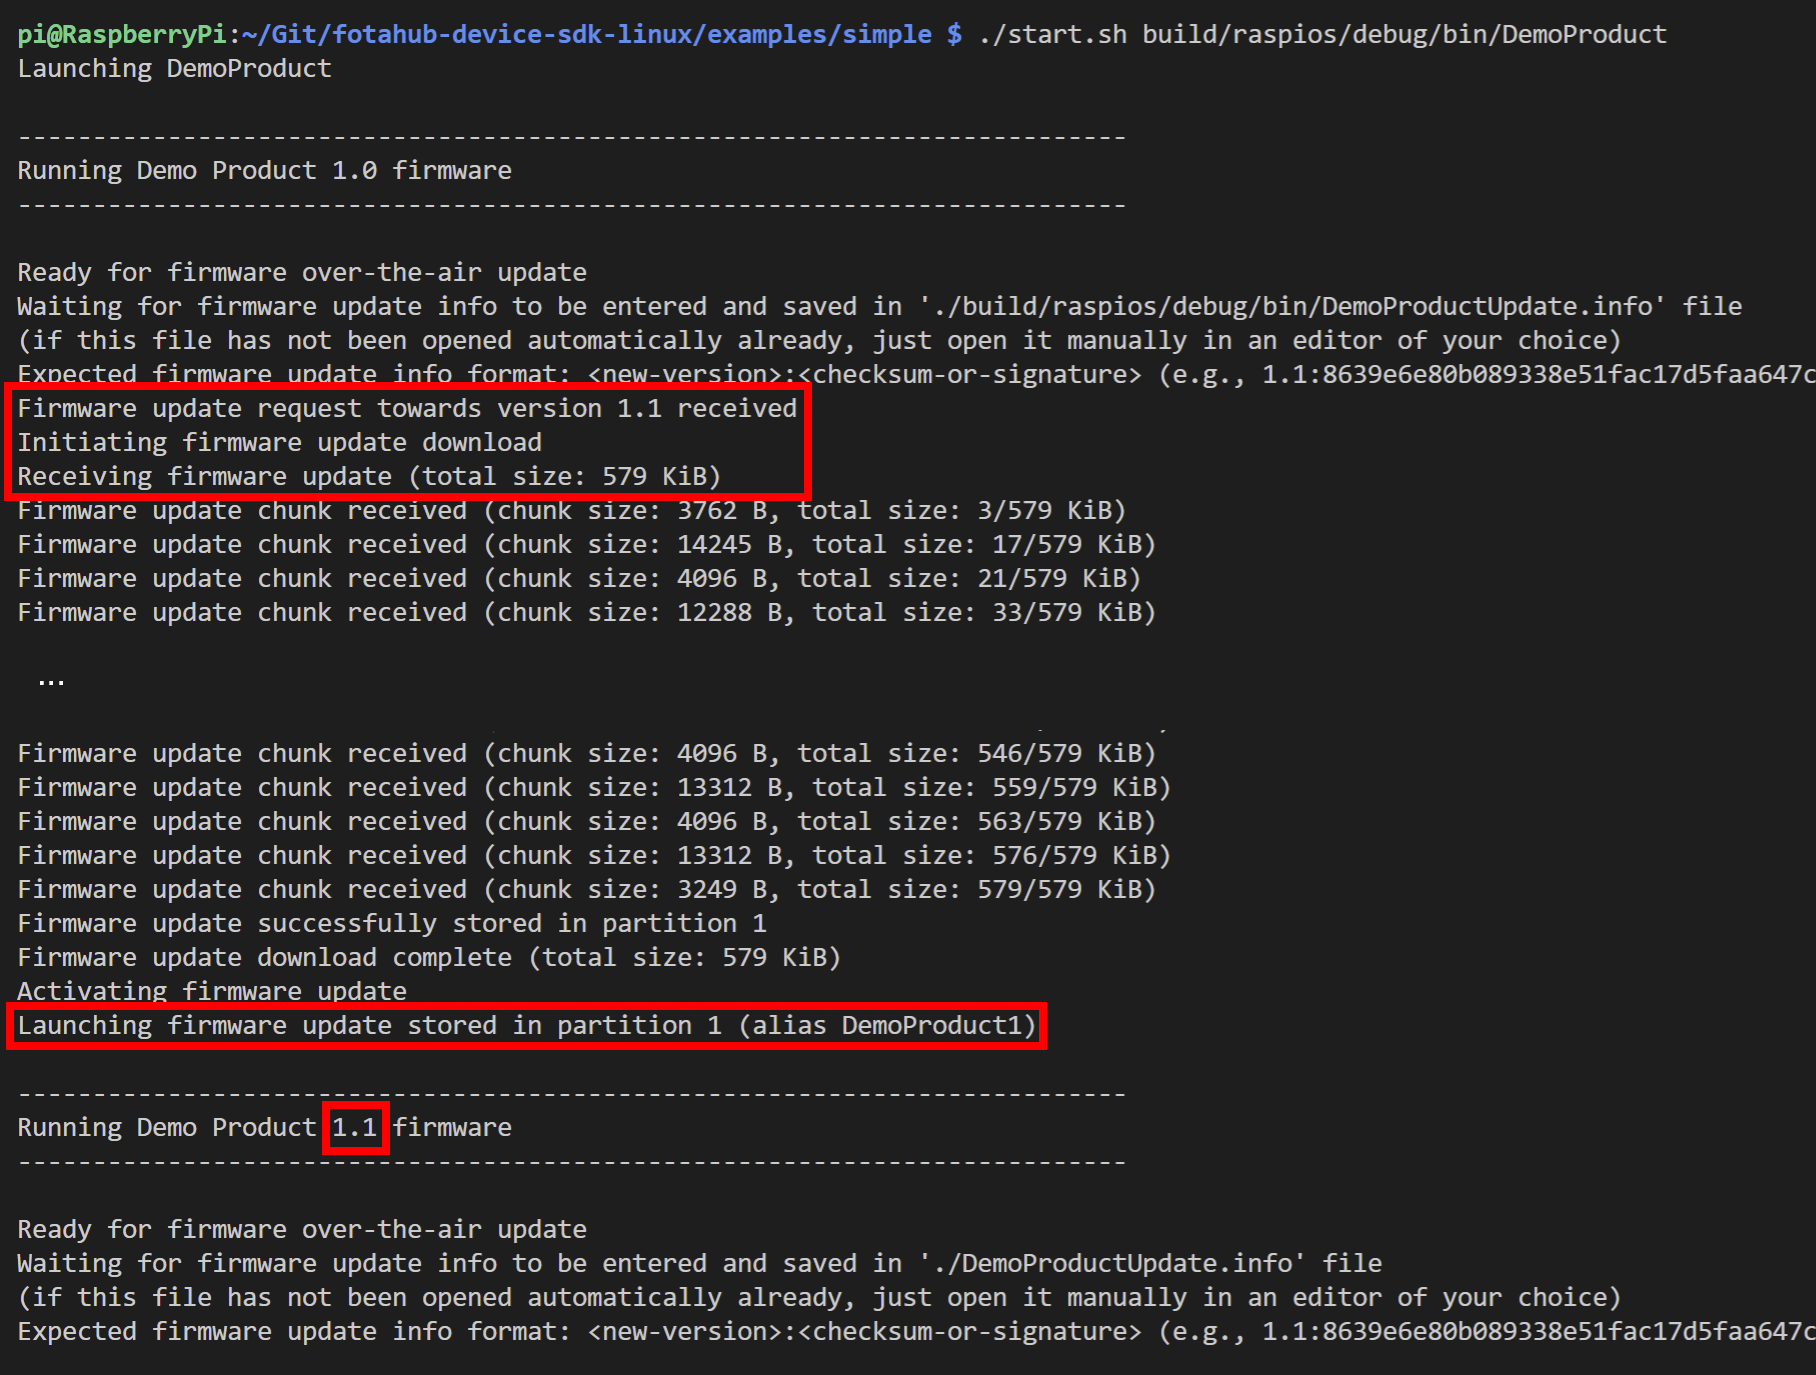 pi@RaspberryPi:~/Git/fotahub-device-sdk-linux/examples/simple $ ./start.sh build/raspios/debug/bin/DemoProduct
Launching DemoProduct
--------------------------------------------------------------------------
Running Demo Product 1.0 firmware
--------------------------------------------------------------------------
Ready for firmware over-the-air update
Waiting for firmware update info to be entered and saved in './build/raspios/debug/bin/DemoProductUpdate.info' file
(if this file has not been opened automatically already, just open it manually in an editor of your choice)
Expected firmware update info format: <new-version>:<checksum-or-signature> (e.g., 1.1:8639e6e80b089338e51fac17d5faa647c
Firmware update request towards version 1.1 received
Initiating firmware update download
Receiving firmware update (total size: 579 KiB)
Firmware update chunk received (chunk size: 3762 B, total size: 3/579 KiB)
Firmware update chunk received (chunk size: 14245 B, total size: 17/579 KiB)
Firmware update chunk received (chunk size: 4096 B, total size: 21/579 KiB)
Firmware update chunk received (chunk size: 12288 B, total size: 33/579 KiB)
...
Firmware update chunk received (chunk size: 4096 B, total size: 546/579 KiB)
Firmware update chunk received (chunk size: 13312 B, total size: 559/579 KiB)
Firmware update chunk received (chunk size: 4096 B, total size: 563/579 KiB)
Firmware update chunk received (chunk size: 13312 B, total size: 576/579 KiB)
Firmware update chunk received (chunk size: 3249 B, total size: 579/579 KiB)
Firmware update successfully stored in partition 1
Firmware update download complete (total size: 579 KiB)
Activating firmware update
Launching firmware update stored in partition 1 (alias DemoProduct1)
--------------------------------------------------------------------------
Running Demo Product 1.1 firmware
--------------------------------------------------------------------------
Ready for firmware over-the-air update
Waiting for firmware update info to be entered and saved in './DemoProductUpdate.info' file
(if this file has not been opened automatically already, just open it manually in an editor of your choice)
Expected firmware update info format: <new-version>:<checksum-or-signature> (e.g., 1.1:8639e6e80b089338e51fac17d5faa647c